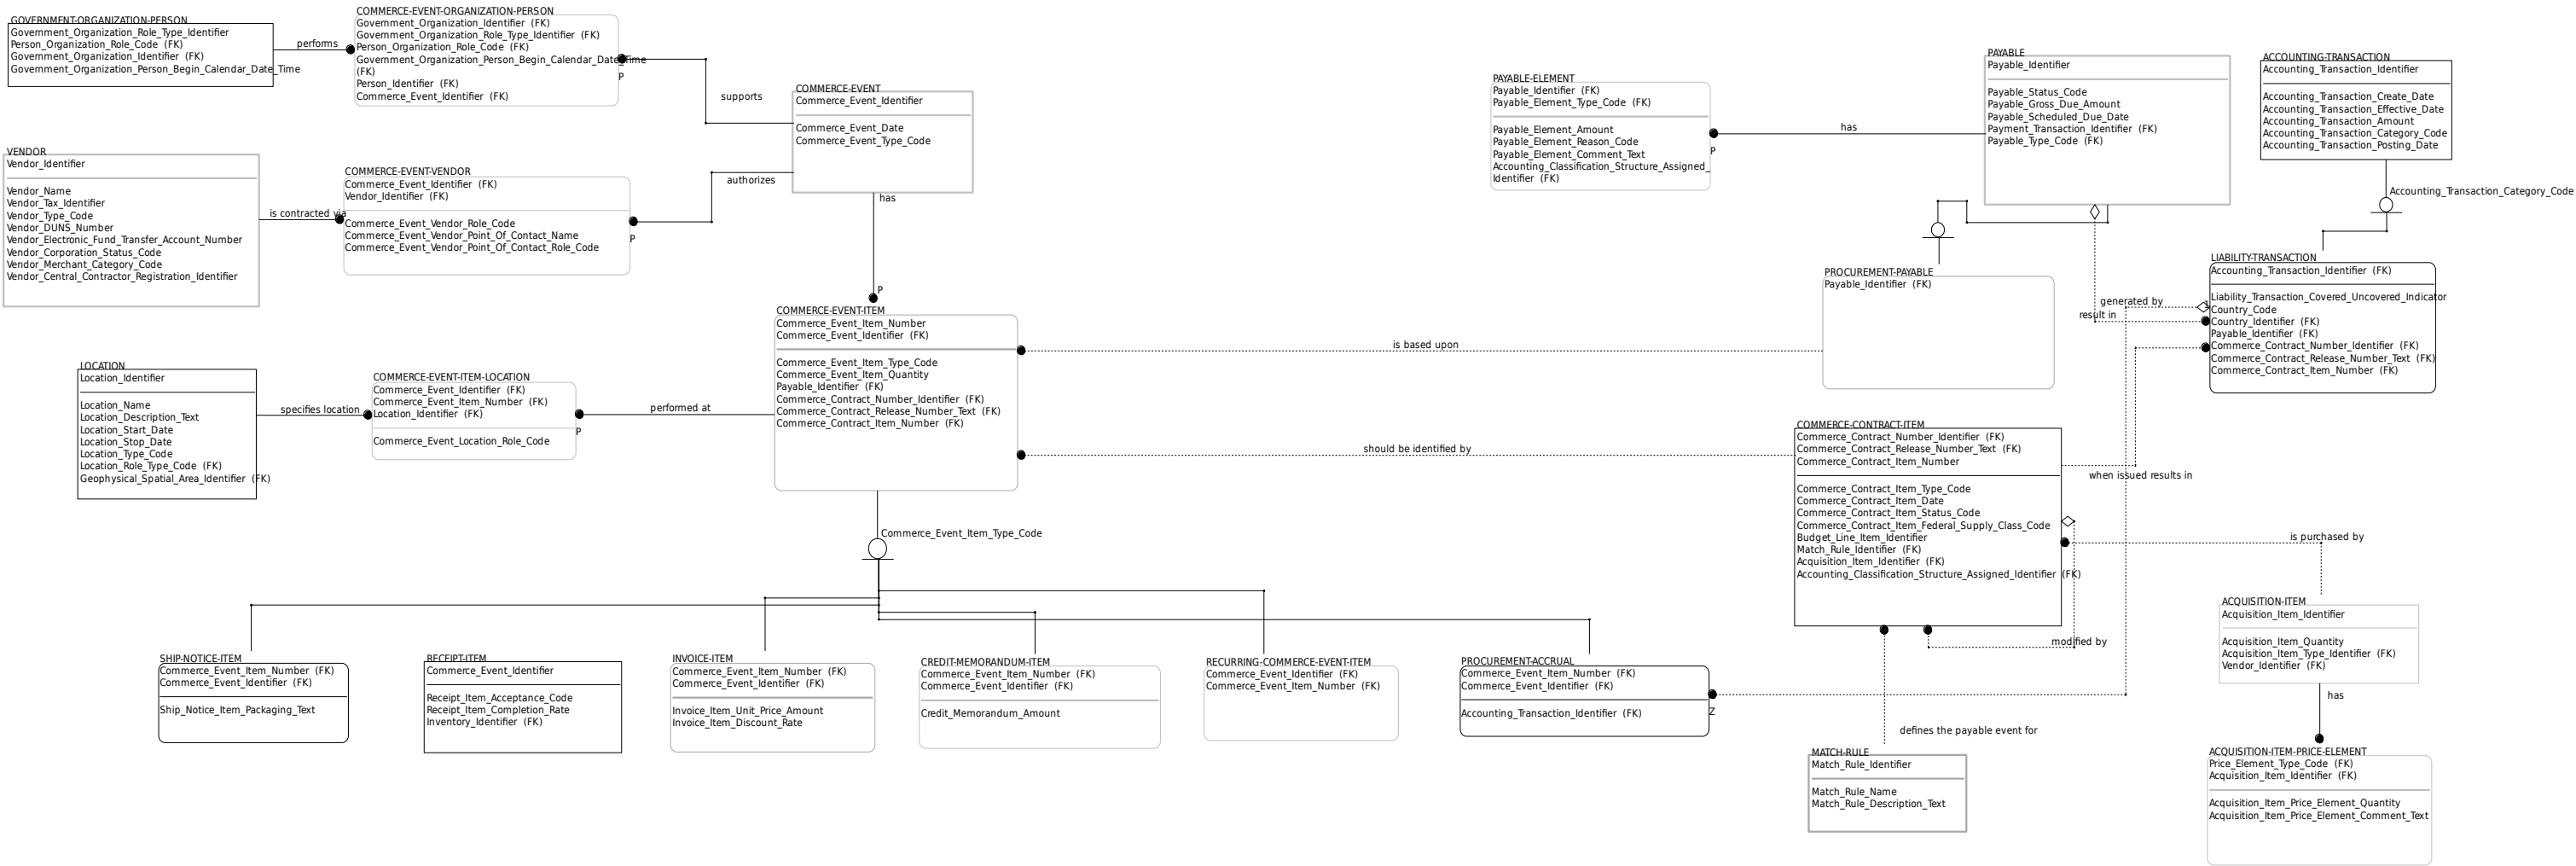 GOVERNMENT-ORGANIZATION-PERSON
Government_Organization_Role_Type_Identifier
Person_Organization_Role_Code (FK)
Government_Organization_Identifier (FK)
Government_Organization_Person_Begin_Calendar_Date_Time
performs
COMMERCE-EVENT-ORGANIZATION-PERSON
Government_Organization_Identifier (FK)
Government_Organization_Role_Type_Identifier (FK)
Person_Organization_Role_Code (FK)
Government_Organization_Person_Begin_Calendar_Date_Time
(FK)
Person_Identifier (FK)
Commerce_Event_Identifier (FK)
P
supports
COMMERCE-EVENT
Commerce_Event_Identifier
Commerce_Event_Date
Commerce_Event_Type_Code
authorizes
has
P
VENDOR
Vendor_Identifier
Vendor_Name
Vendor_Tax_Identifier
Vendor_Type_Code
Vendor_DUNS_Number
Vendor_Electronic_Fund_Transfer_Account_Number
Vendor_Corporation_Status_Code
Vendor_Merchant_Category_Code
Vendor_Central_Contractor_Registration_Identifier
is contracted via
COMMERCE-EVENT-VENDOR
Commerce_Event_Identifier (FK)
Vendor_Identifier (FK)
Commerce_Event_Vendor_Role_Code
Commerce_Event_Vendor_Point_Of_Contact_Name
Commerce_Event_Vendor_Point_Of_Contact_Role_Code
P
PAYABLE-ELEMENT
Payable_Identifier (FK)
Payable_Element_Type_Code (FK)
Payable_Element_Amount
Payable_Element_Reason_Code
Payable_Element_Comment_Text
Accounting_Classification_Structure_Assigned_
Identifier (FK)
P
has
PAYABLE
Payable_Identifier
Payable_Status_Code
Payable_Gross_Due_Amount
Payable_Scheduled_Due_Date
Payment_Transaction_Identifier (FK)
Payable_Type_Code (FK)
ACCOUNTING-TRANSACTION
Accounting_Transaction_Identifier
Accounting_Transaction_Create_Date
Accounting_Transaction_Effective_Date
Accounting_Transaction_Amount
Accounting_Transaction_Category_Code
Accounting_Transaction_Posting_Date
Accounting_Transaction_Category_Code
PROCUREMENT-PAYABLE
Payable_Identifier (FK)
LIABILITY-TRANSACTION
Accounting_Transaction_Identifier (FK)
Liability_Transaction_Covered_Uncovered_Indicator
Country_Code
Country_Identifier (FK)
Payable_Identifier (FK)
Commerce_Contract_Number_Identifier (FK)
Commerce_Contract_Release_Number_Text (FK)
Commerce_Contract_Item_Number (FK)
generated by
result in
COMMERCE-EVENT-ITEM
Commerce_Event_Item_Number
Commerce_Event_Identifier (FK)
Commerce_Event_Item_Type_Code
Commerce_Event_Item_Quantity
Payable_Identifier (FK)
Commerce_Contract_Number_Identifier (FK)
Commerce_Contract_Release_Number_Text (FK)
Commerce_Contract_Item_Number (FK)
is based upon
should be identified by
LOCATION
Location_Identifier
Location_Name
Location_Description_Text
Location_Start_Date
Location_Stop_Date
Location_Type_Code
Location_Role_Type_Code (FK)
Geophysical_Spatial_Area_Identifier (FK)
specifies location
COMMERCE-EVENT-ITEM-LOCATION
Commerce_Event_Identifier (FK)
Commerce_Event_Item_Number (FK)
Location_Identifier (FK)
Commerce_Event_Location_Role_Code
P
performed at
COMMERCE-CONTRACT-ITEM
Commerce_Contract_Number_Identifier (FK)
Commerce_Contract_Release_Number_Text (FK)
Commerce_Contract_Item_Number
Commerce_Contract_Item_Type_Code
Commerce_Contract_Item_Date
Commerce_Contract_Item_Status_Code
Commerce_Contract_Item_Federal_Supply_Class_Code
Budget_Line_Item_Identifier
Match_Rule_Identifier (FK)
Acquisition_Item_Identifier (FK)
Accounting_Classification_Structure_Assigned_Identifier (FK)
when issued results in
is purchased by
modified by
Commerce_Event_Item_Type_Code
SHIP-NOTICE-ITEM
Commerce_Event_Item_Number (FK)
Commerce_Event_Identifier (FK)
Ship_Notice_Item_Packaging_Text
RECEIPT-ITEM
Commerce_Event_Identifier
Receipt_Item_Acceptance_Code
Receipt_Item_Completion_Rate
Inventory_Identifier (FK)
INVOICE-ITEM
Commerce_Event_Item_Number (FK)
Commerce_Event_Identifier (FK)
Invoice_Item_Unit_Price_Amount
Invoice_Item_Discount_Rate
CREDIT-MEMORANDUM-ITEM
Commerce_Event_Item_Number (FK)
Commerce_Event_Identifier (FK)
Credit_Memorandum_Amount
RECURRING-COMMERCE-EVENT-ITEM
Commerce_Event_Identifier (FK)
Commerce_Event_Item_Number (FK)
PROCUREMENT-ACCRUAL
Commerce_Event_Item_Number (FK)
Commerce_Event_Identifier (FK)
Accounting_Transaction_Identifier (FK)
Z
defines the payable event for
MATCH-RULE
Match_Rule_Identifier
Match_Rule_Name
Match_Rule_Description_Text
ACQUISITION-ITEM
Acquisition_Item_Identifier
Acquisition_Item_Quantity
Acquisition_Item_Type_Identifier (FK)
Vendor_Identifier (FK)
has
ACQUISITION-ITEM-PRICE-ELEMENT
Price_Element_Type_Code (FK)
Acquisition_Item_Identifier (FK)
Acquisition_Item_Price_Element_Quantity
Acquisition_Item_Price_Element_Comment_Text